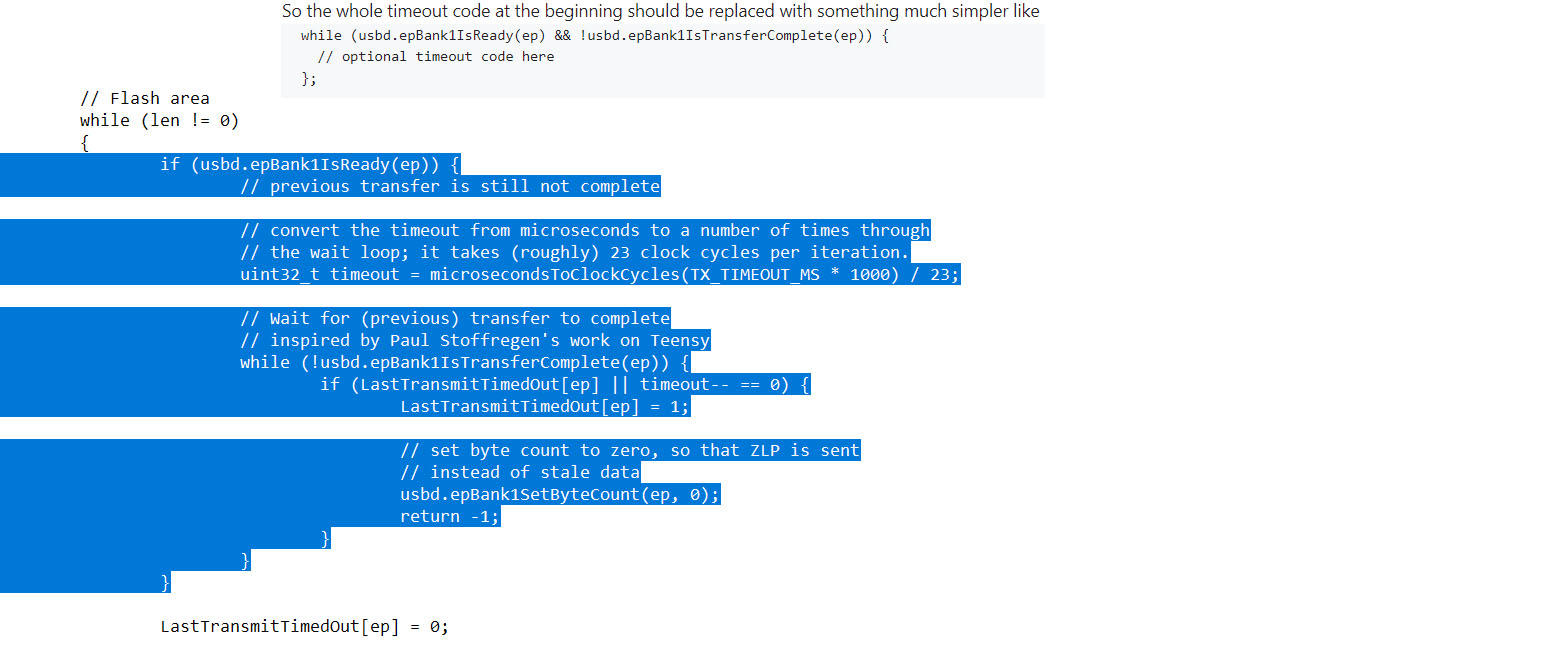 So the whole timeout code at the beginning should be replaced with something much simpler like
while (usbd.epBank1IsReady(ep) && !usbd.epBank1IsTransferComplete(ep)) {
// optional timeout code here
};
// Flash area
while (len != 0)
{
if (usbd.epBank1IsReady(ep)) {
// previous transfer is still not complete
// convert the timeout from microseconds to a number of times through
// the wait loop; it takes (roughly) 23 clock cycles per iteration.
uint32_t timeout = microsecondsToClockCycles(TX_TIMEOUT_MS * 1000) / 23;
// Wait for (previous) transfer to complete
// inspired by Paul Stoffregen's work on Teensy
while (!usbd.epBank1IsTransferComplete(ep)) {
if (LastTransmitTimedOut[ep] || timeout-- == 0) {
LastTransmitTimedOut[ep] = 1;
// set byte count to zero, so that ZLP is sent
// instead of stale data
usbd.epBank1SetByteCount(ep, 0);
return -1;
}
}
}
LastTransmitTimedOut[ep] = 0;